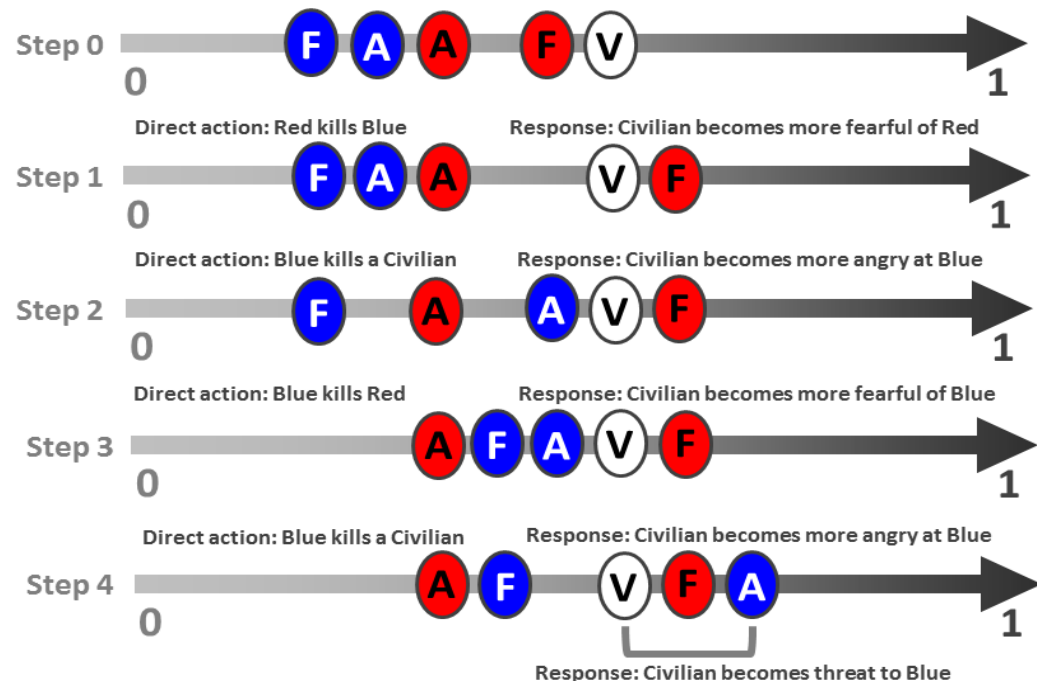 Step 0 F A A F V
0 1
Direct action: Red kills Blue Response: Civilian becomes more fearful of Red
Step 1 F A A V F
0 1
Direct action: Blue kills a Civilian Response: Civilian becomes more angry at Blue
Step 2 F A A V F
0 1
Direct action: Blue kills Red Response: Civilian becomes more fearful of Blue
Step 3 A F A V F
0 1
Direct action: Blue kills a Civilian Response: Civilian becomes more angry at Blue
Step 4 A F V F A
0 1
Response: Civilian becomes threat to Blue